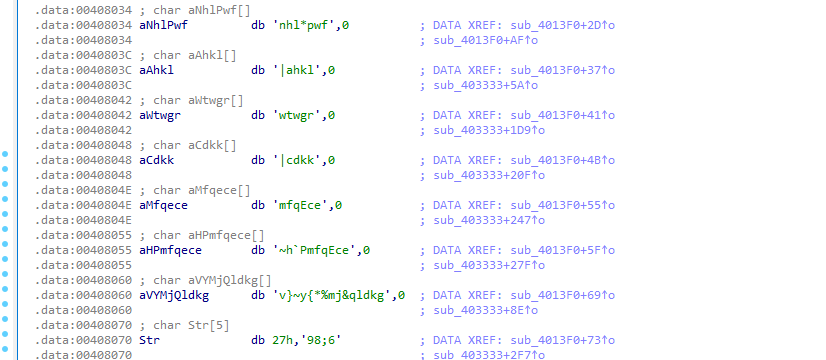 .data:00408034 ; char aNhlPwf[]
.data:00408034 aNhlPwf db 'nhl*pwf',0 ; DATA XREF: sub_4013F0+2D↑o
.data:00408034 ; sub_4013F0+AF↑o
.data:0040803C ; char aAhkl[]
.data:0040803C aAhkl db '|ahkl',0 ; DATA XREF: sub_4013F0+37↑o
.data:0040803C ; sub_403333+5A↑o
.data:00408042 ; char aWtwgr[]
.data:00408042 aWtwgr db 'wtwgr',0 ; DATA XREF: sub_4013F0+41↑o
.data:00408042 ; sub_403333+1D9↑o
.data:00408048 ; char aCdkk[]
.data:00408048 aCdkk db '|cdkk',0 ; DATA XREF: sub_4013F0+4B↑o
.data:00408048 ; sub_403333+20F↑o
.data:0040804E ; char aMfqece[]
.data:0040804E aMfqece db 'mfqEce',0 ; DATA XREF: sub_4013F0+55↑o
.data:0040804E ; sub_403333+247↑o
.data:00408055 ; char aHPmfqece[]
.data:00408055 aHPmfqece db '~h`PmfqEce',0 ; DATA XREF: sub_4013F0+5F↑o
.data:00408055 ; sub_403333+27F↑o
.data:00408060 ; char aVYMjQldkg[]
.data:00408060 aVYMjQldkg db 'v}~y{*%mj&qldkg',0 ; DATA XREF: sub_4013F0+69↑o
.data:00408060 ; sub_403333+8E↑o
.data:00408070 ; char Str[5]
.data:00408070 Str db 27h,'98;6' ; DATA XREF: sub_4013F0+73↑o
.data:00408070 ; sub_403333+2F7↑o